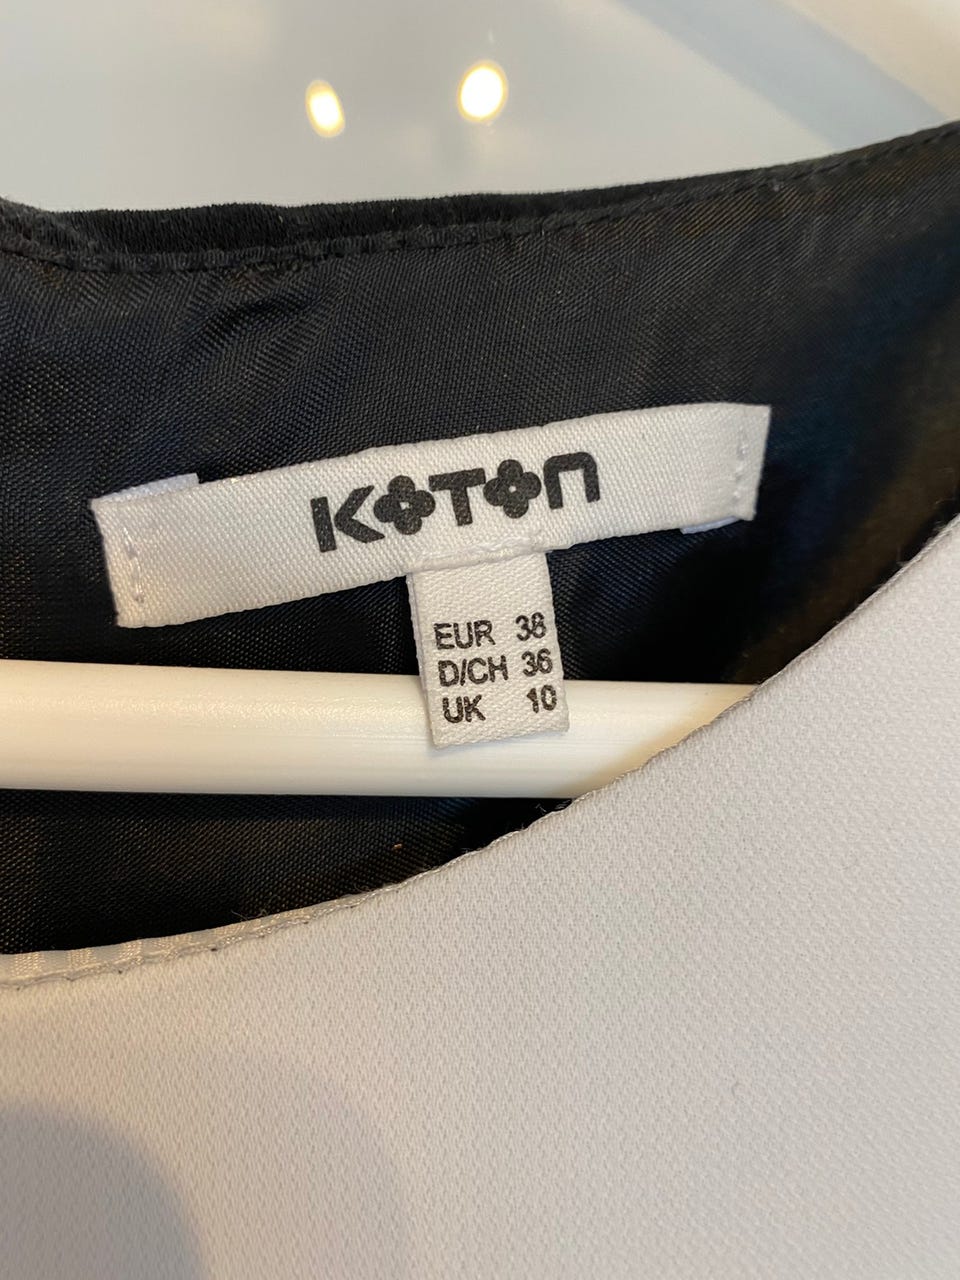 KOTON
EUR 38
D/CH 36
UK 10